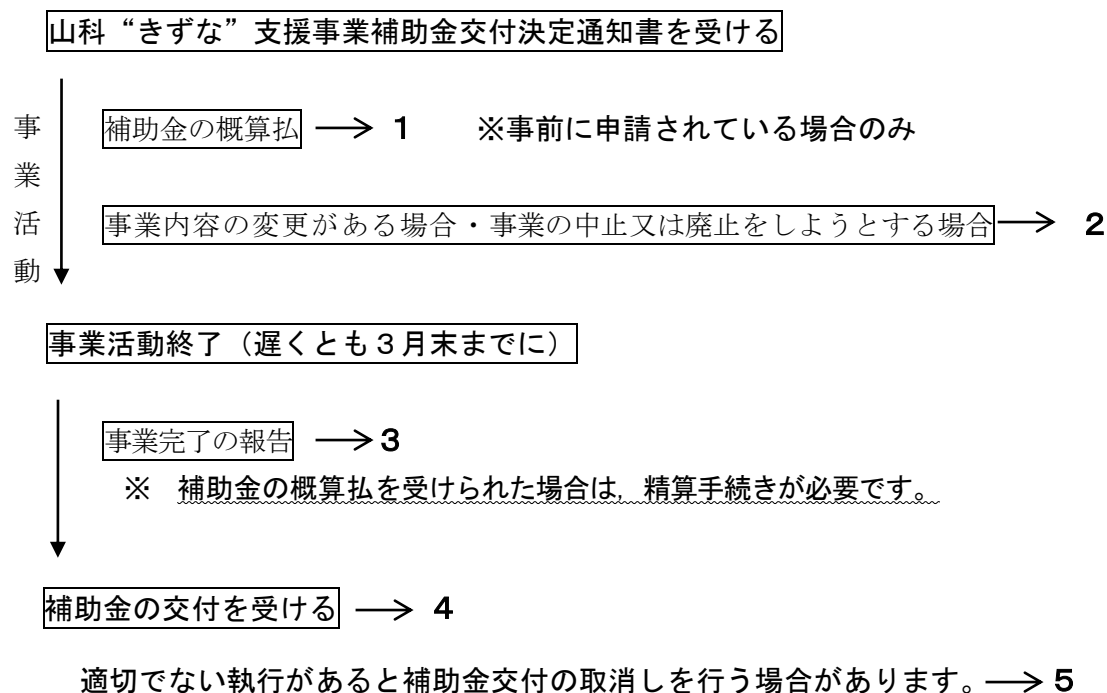 山科“きずな”支援事業補助金交付決定通知書を受ける
事業活動
補助金の概算払 → 1 ※事前に申請されている場合のみ
事業内容の変更がある場合・事業の中止又は廃止をしようとする場合 → 2
事業活動終了（遅くとも３月末までに）
事業完了の報告 → 3
※ 補助金の概算払を受けられた場合は，精算手続きが必要です。
補助金の交付を受ける → 4
適切でない執行があると補助金交付の取消しを行う場合があります。→ 5